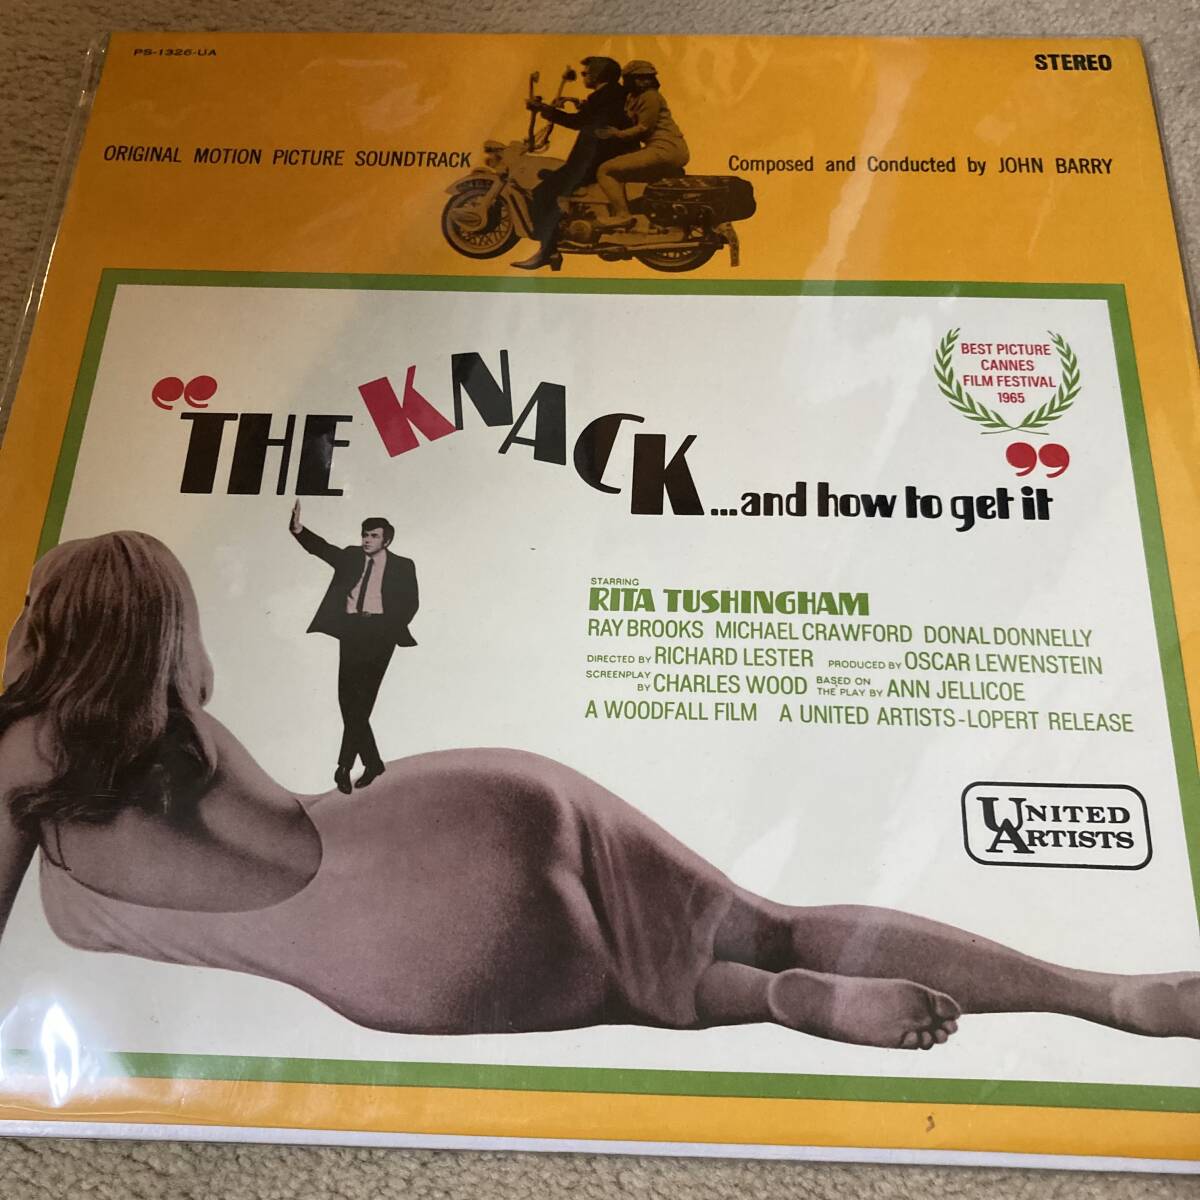 PS-1326-UA
STEREO
ORIGINAL MOTION PICTURE SOUNDTRACK
Composed and Conducted by JOHN BARRY
BEST PICTURE
CANNES
FILM FESTIVAL
1965
“THE KNACK
...and how to get it”
STARRING
RITA TUSHINGHAM
RAY BROOKS MICHAEL CRAWFORD DONAL DONNELLY
DIRECTED BY RICHARD LESTER PRODUCED BY OSCAR LEWENSTEIN
SCREENPLAY BY CHARLES WOOD BASED ON THE PLAY BY ANN JELLICOE
A WOODFALL FILM A UNITED ARTISTS-LOPERT RELEASE
UNITED
ARTISTS